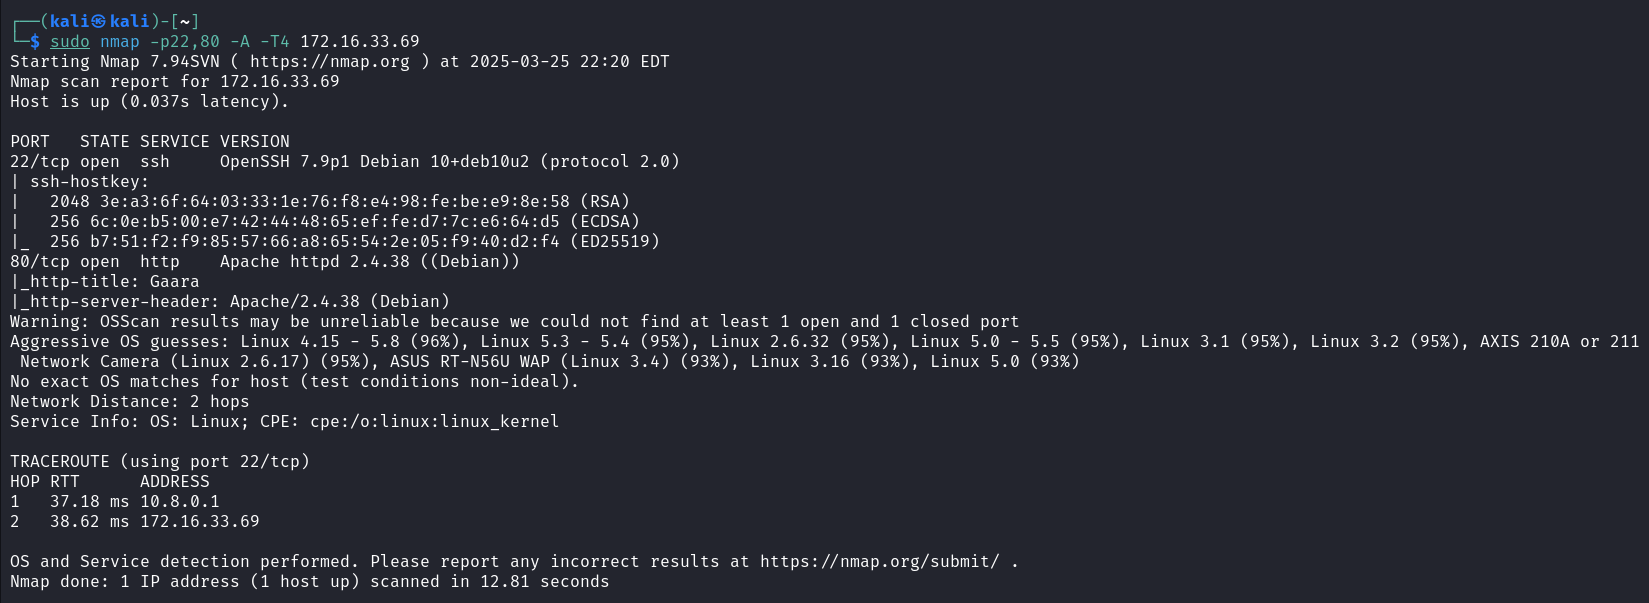 ┌──(kali㉿kali)-[~]
└─$ sudo nmap -p22,80 -A -T4 172.16.33.69
Starting Nmap 7.94SVN ( https://nmap.org ) at 2025-03-25 22:20 EDT
Nmap scan report for 172.16.33.69
Host is up (0.037s latency).

PORT   STATE SERVICE VERSION
22/tcp open  ssh     OpenSSH 7.9p1 Debian 10+deb10u2 (protocol 2.0)
| ssh-hostkey:
|   2048 3e:a3:6f:64:03:33:1e:76:f8:e4:98:fe:be:e9:8e:58 (RSA)
|   256 6c:0e:b5:00:e7:42:44:48:65:ef:fe:d7:7c:e6:64:d5 (ECDSA)
|_  256 b7:51:f2:f9:85:57:66:a8:65:54:2e:05:f9:40:d2:f4 (ED25519)
80/tcp open  http    Apache httpd 2.4.38 ((Debian))
|_http-title: Gaara
|_http-server-header: Apache/2.4.38 (Debian)
Warning: OSScan results may be unreliable because we could not find at least 1 open and 1 closed port
Aggressive OS guesses: Linux 4.15 - 5.8 (96%), Linux 5.3 - 5.4 (95%), Linux 2.6.32 (95%), Linux 5.0 - 5.5 (95%), Linux 3.1 (95%), Linux 3.2 (95%), AXIS 210A or 211
 Network Camera (Linux 2.6.17) (95%), ASUS RT-N56U WAP (Linux 3.4) (93%), Linux 3.16 (93%), Linux 5.0 (93%)
No exact OS matches for host (test conditions non-ideal).
Network Distance: 2 hops
Service Info: OS: Linux; CPE: cpe:/o:linux:linux_kernel

TRACEROUTE (using port 22/tcp)
HOP RTT      ADDRESS
1   37.18 ms 10.8.0.1
2   38.62 ms 172.16.33.69

OS and Service detection performed. Please report any incorrect results at https://nmap.org/submit/ .
Nmap done: 1 IP address (1 host up) scanned in 12.81 seconds